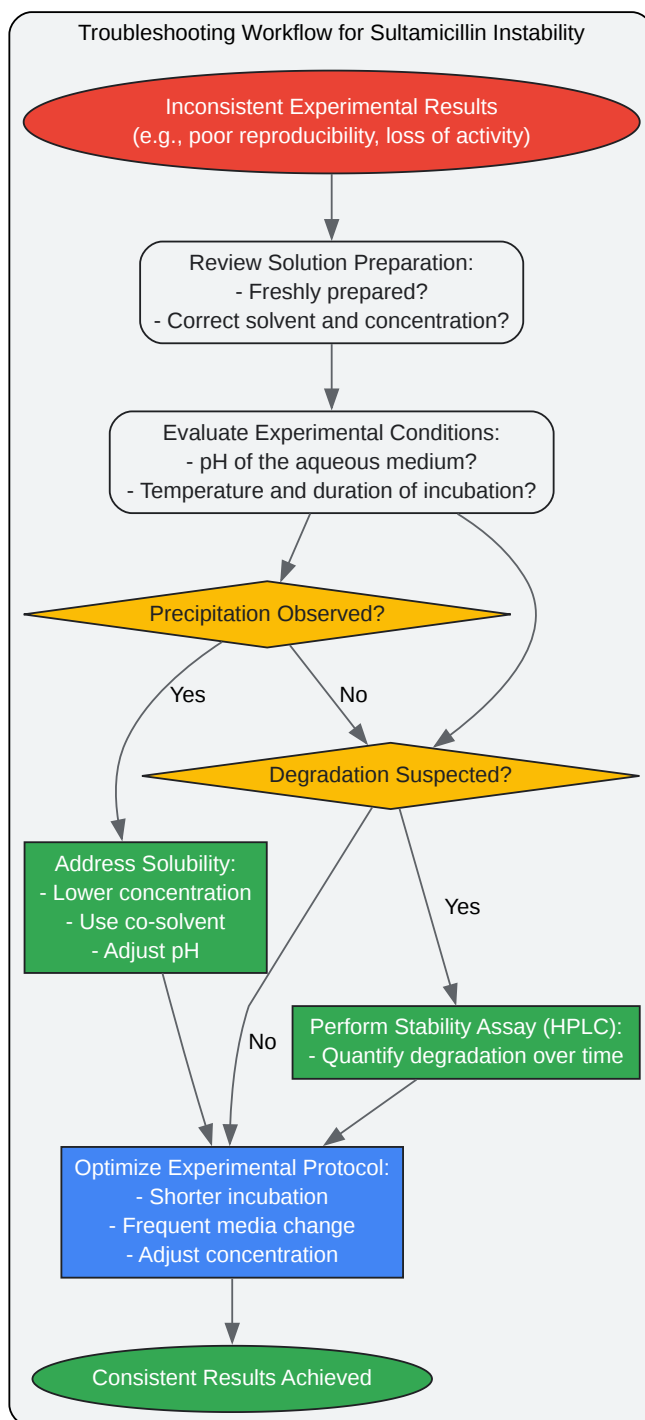 Troubleshooting Workflow for Sultamicillin Instability
Inconsistent Experimental Results
(e.g., poor reproducibility, loss of activity)
Review Solution Preparation:
- Freshly prepared?
- Correct solvent and concentration?
Evaluate Experimental Conditions:
- pH of the aqueous medium?
- Temperature and duration of incubation?
Precipitation Observed?
Yes
No
Degradation Suspected?
Address Solubility:
- Lower concentration
- Use co-solvent
- Adjust pH
Yes
No
Perform Stability Assay (HPLC):
- Quantify degradation over time
Optimize Experimental Protocol:
- Shorter incubation
- Frequent media change
- Adjust concentration
Consistent Results Achieved